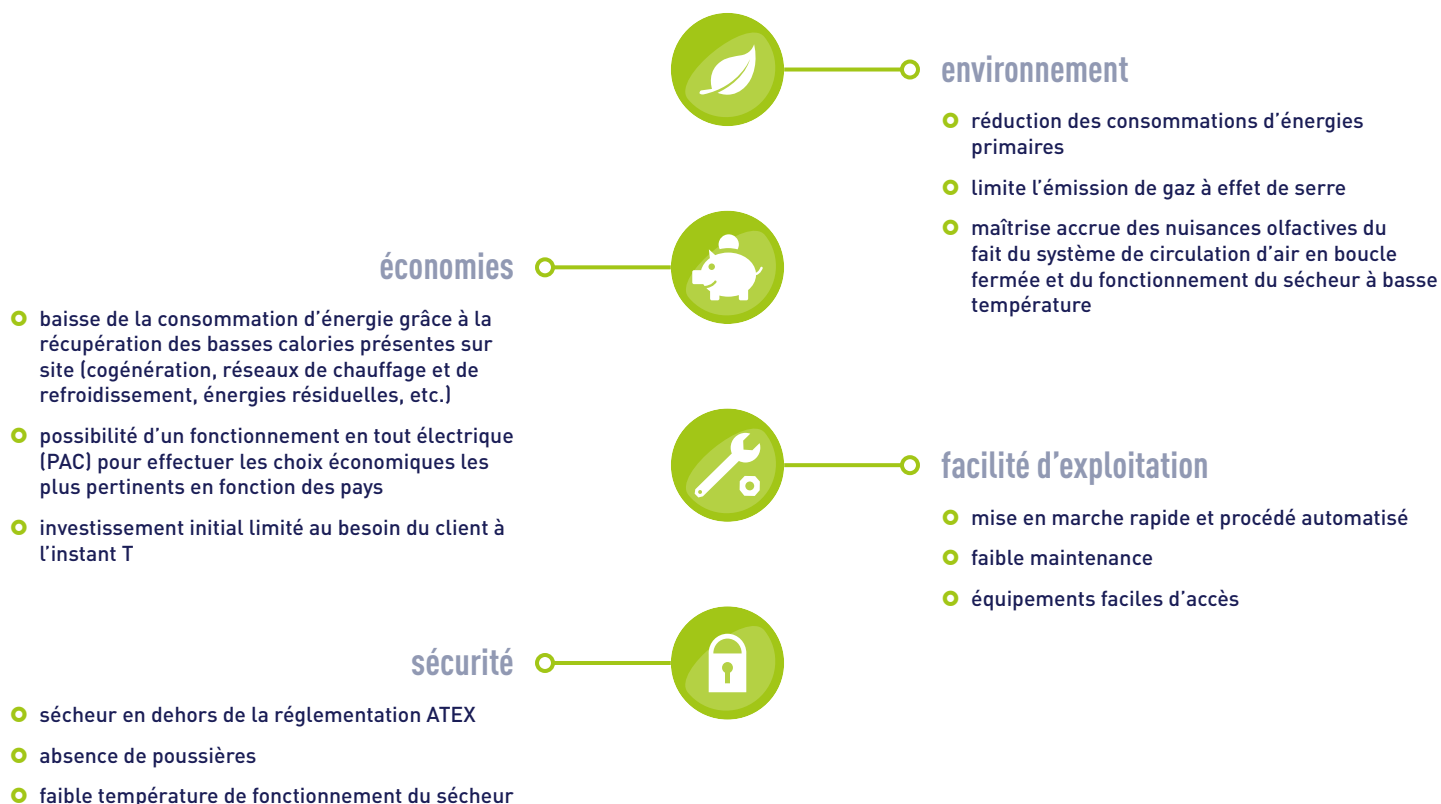 environnement
réduction des consommations d’énergies
primaires
limite l’émission de gaz à effet de serre
maîtrise accrue des nuisances olfactives du
fait du système de circulation d’air en boucle
fermée et du fonctionnement du sécheur à basse
température
économies
baisse de la consommation d’énergie grâce à la
récupération des basses calories présentes sur
site (cogénération, réseaux de chauffage et de
refroidissement, énergies résiduelles, etc.)
possibilité d’un fonctionnement en tout électrique
(PAC) pour effectuer les choix économiques les
plus pertinents en fonction des pays
investissement initial limité au besoin du client à
l’instant T
facilité d’exploitation
mise en marche rapide et procédé automatisé
faible maintenance
équipements faciles d’accès
sécurité
sécheur en dehors de la réglementation ATEX
absence de poussières
faible température de fonctionnement du sécheur